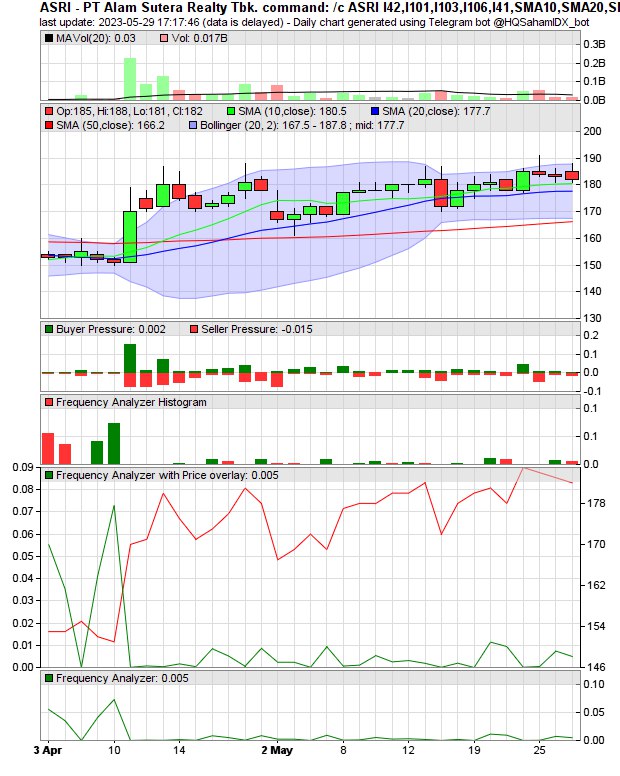 ASRI - PT Alam Sutera Realty Tbk. command: /c ASRI I42,I101,I103,I106,I41,SMA10,SMA20,S
last update: 2023-05-29 17:17:46 (data is delayed) - Daily chart generated using Telegram bot @HQSahamIDX_bot
MAVol(20): 0.03 Vol: 0.017B
0.3B
0.2B
0.1B
0.0B
Op:185, Hi:188, Lo:181, Cl:182 SMA (10,close): 180.5 SMA (20,close): 177.7
SMA (50,close): 166.2 Bollinger (20, 2): 167.5 - 187.8 ; mid: 177.7
200
190
180
170
160
150
140
130
Buyer Pressure: 0.002 Seller Pressure: -0.015
0.2
0.1
0.0
-0.1
Frequency Analyzer Histogram
0.1
0.0
Frequency Analyzer with Price overlay: 0.005
0.09
0.08
0.07
0.06
0.05
0.04
0.03
0.02
0.01
0.00
178
170
162
154
146
Frequency Analyzer: 0.005
0.10
0.05
0.00
3 Apr 10 14 2 May 8 12 19 25